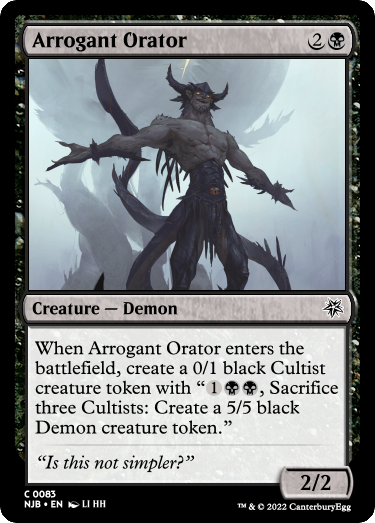 Arrogant Orator 2
Creature — Demon
When Arrogant Orator enters the
battlefield, create a 0/1 black Cultist
creature token with “1, Sacrifice
three Cultists: Create a 5/5 black
Demon creature token.”
“Is this not simpler?”
2/2
C 0083
NJB • EN LI HH
™ & © 2022 CanterburyEgg